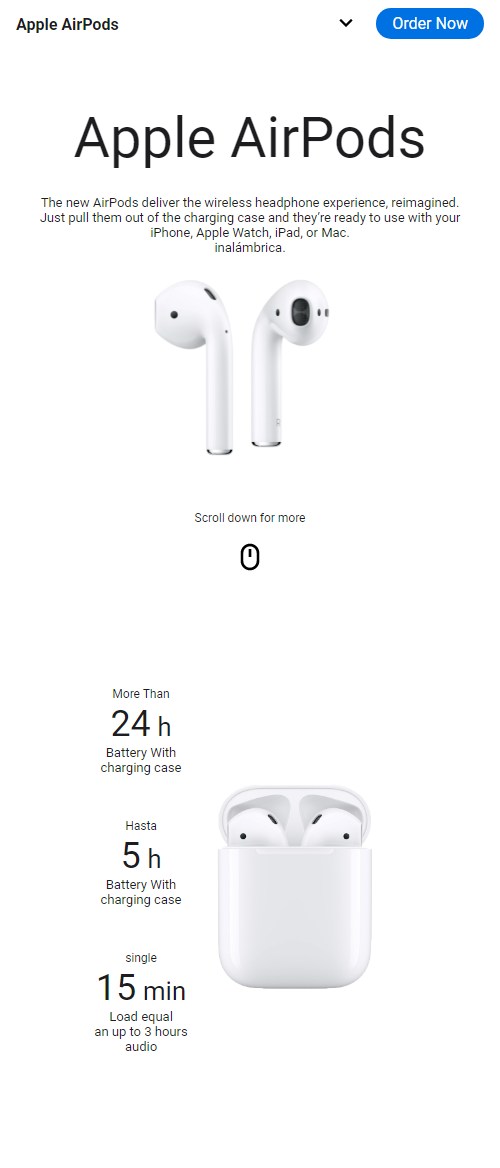 Apple AirPods
Order Now
Apple AirPods
The new AirPods deliver the wireless headphone experience, reimagined.
Just pull them out of the charging case and they're ready to use with your
iPhone, Apple Watch, iPad, or Mac.
inalámbrica.
Scroll down for more
More Than
24 h
Battery With
charging case
Hasta
5 h
Battery With
charging case
single
15 min
Load equal
an up to 3 hours
audio